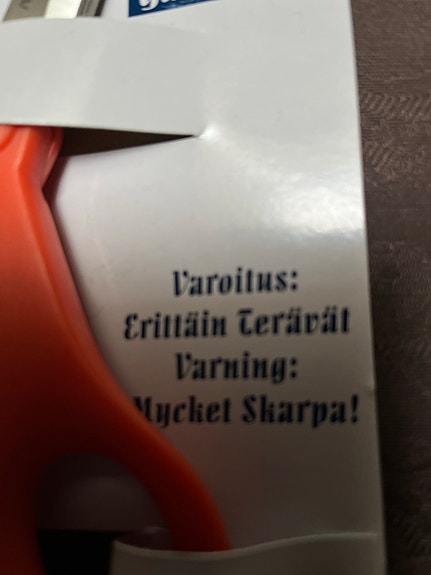 Varoitus:
Erittäin Terävät
Varning:
Mycket Skarpa!